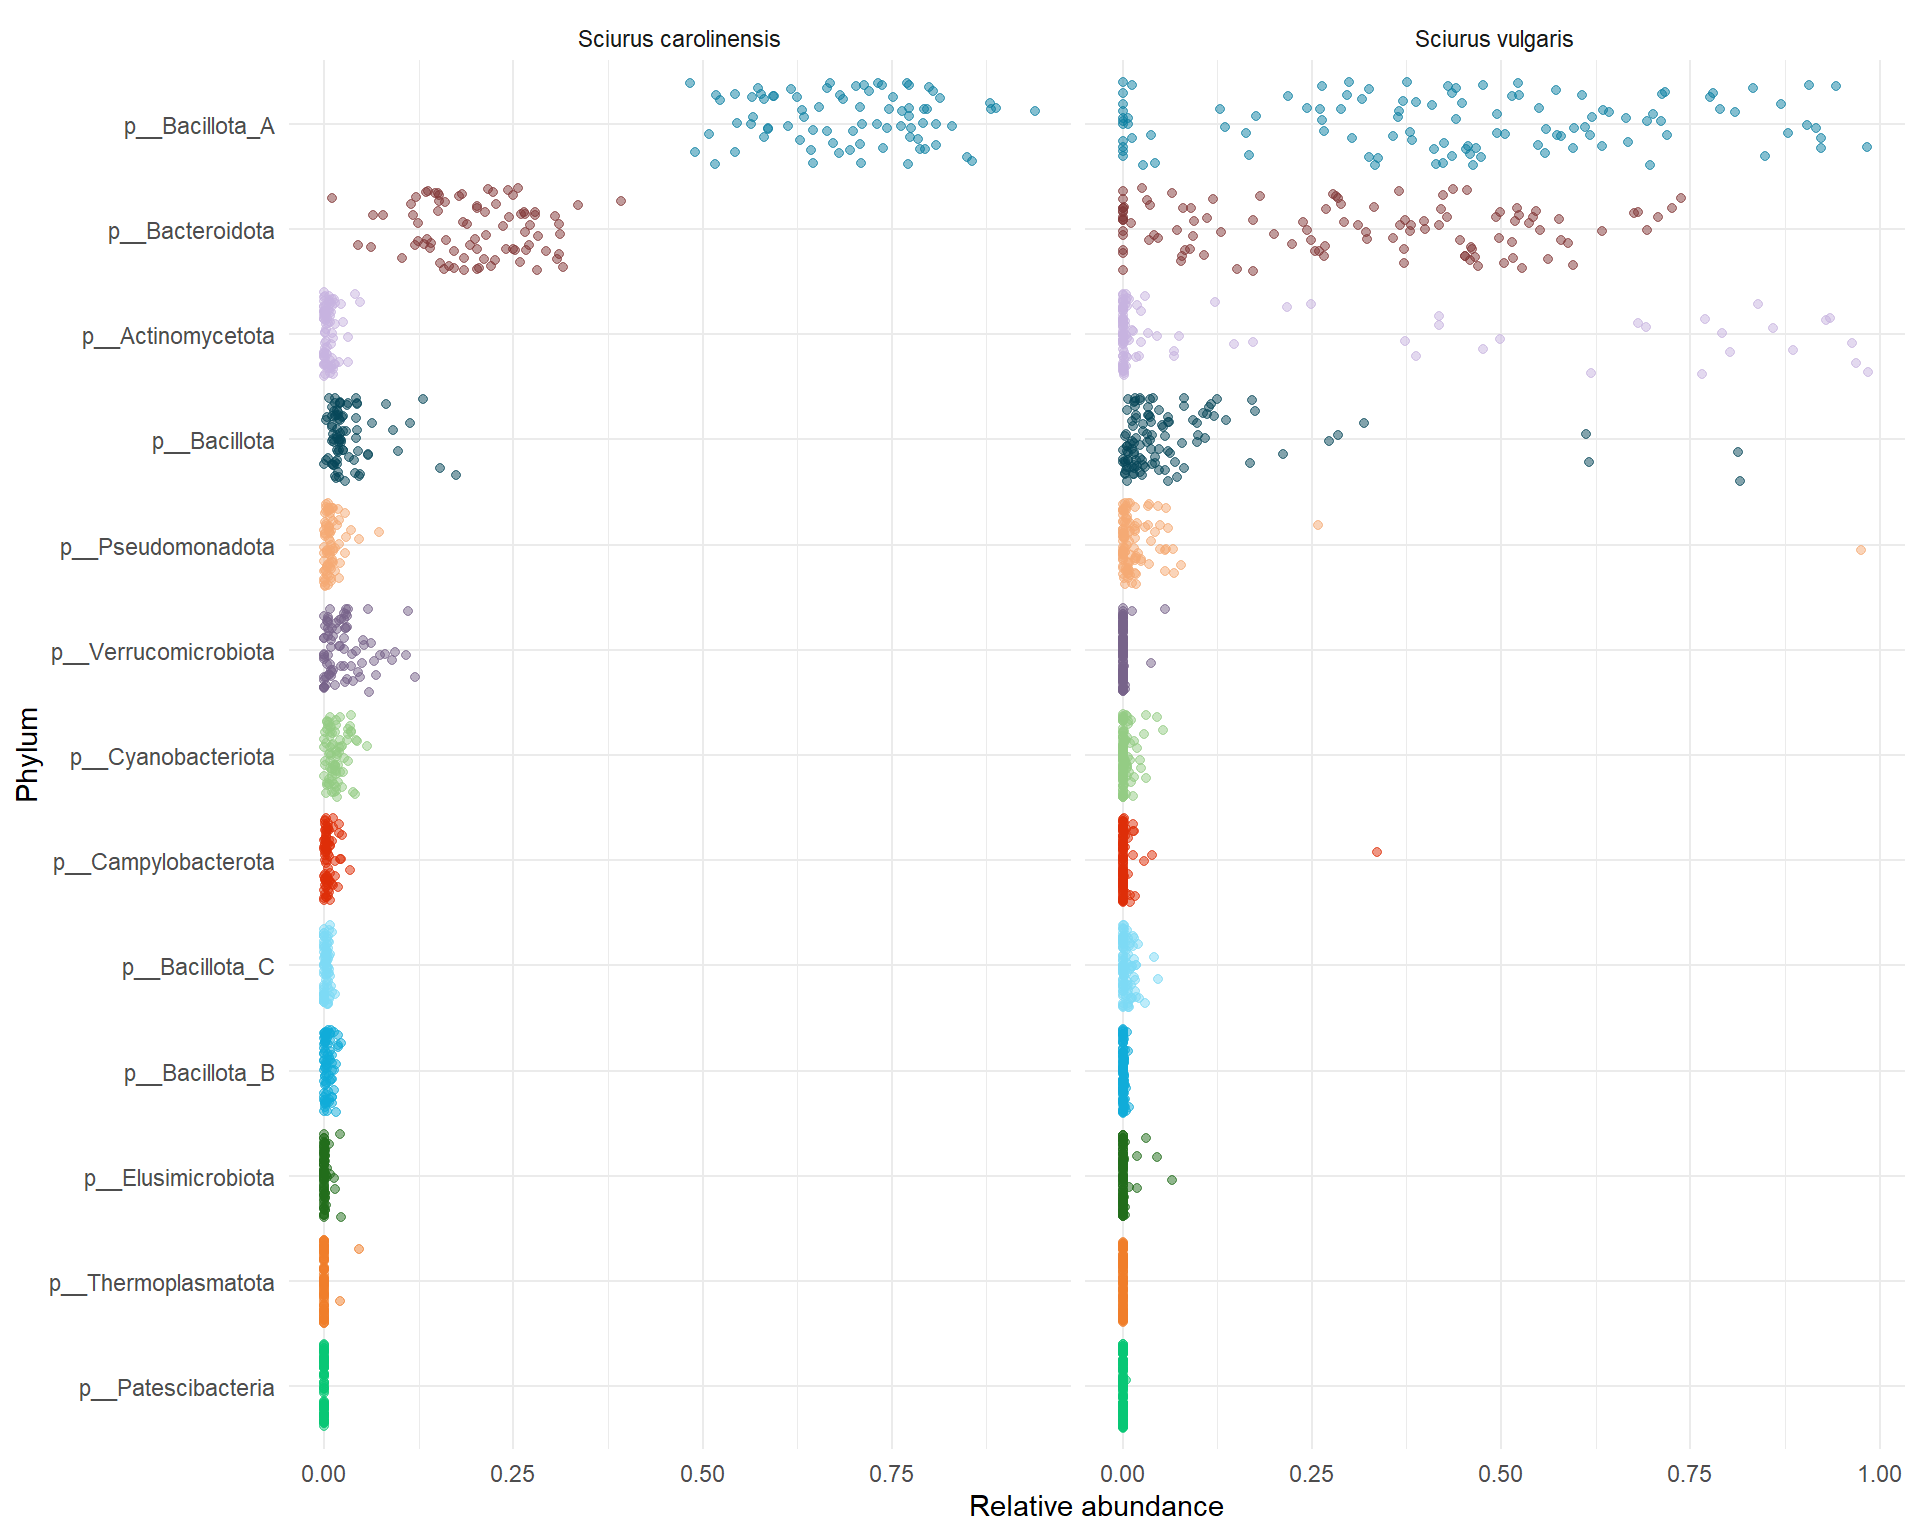 Sciurus carolinensis
Sciurus vulgaris
p__Bacillota_A
p__Bacteroidota
p__Actinomycetota
p__Bacillota
p__Pseudomonadota
p__Verrucomicrobiota
p__Cyanobacteriota
p__Campylobacterota
p__Bacillota_C
p__Bacillota_B
p__Elusimicrobiota
p__Thermoplasmatota
p__Patescibacteria
Phylum
0.00 0.25 0.50 0.75
0.00 0.25 0.50 0.75 1.00
Relative abundance